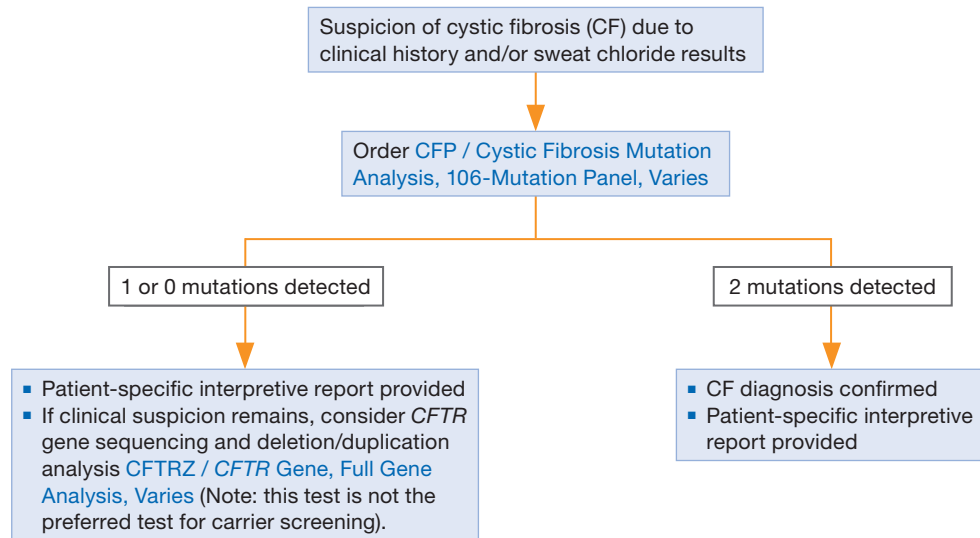 Suspicion of cystic fibrosis (CF) due to
clinical history and/or sweat chloride results
Order CFP / Cystic Fibrosis Mutation
Analysis, 106-Mutation Panel, Varies
1 or 0 mutations detected
2 mutations detected
▪ Patient-specific interpretive report provided
▪ If clinical suspicion remains, consider CFTR
gene sequencing and deletion/duplication
analysis CFTRZ / CFTR Gene, Full Gene
Analysis, Varies (Note: this test is not the
preferred test for carrier screening).
▪ CF diagnosis confirmed
▪ Patient-specific interpretive
report provided